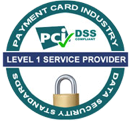 PAYMENT CARD INDUSTRY
PCI DSS
COMPLIANT
LEVEL 1 SERVICE PROVIDER
DATA SECURITY STANDARDS